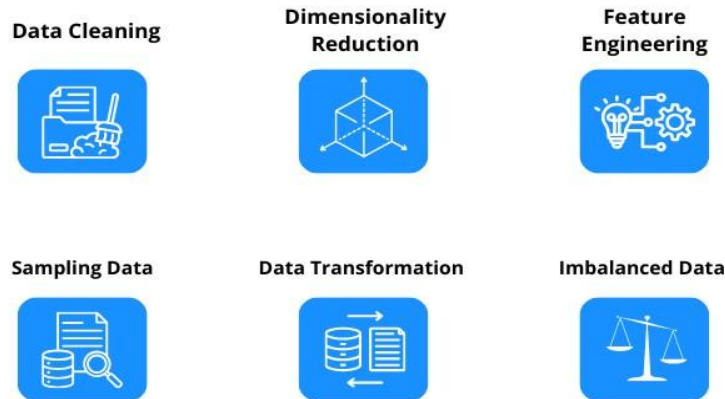 Data Cleaning
Dimensionality
Reduction
Feature
Engineering
Sampling Data
Data Transformation
Imbalanced Data